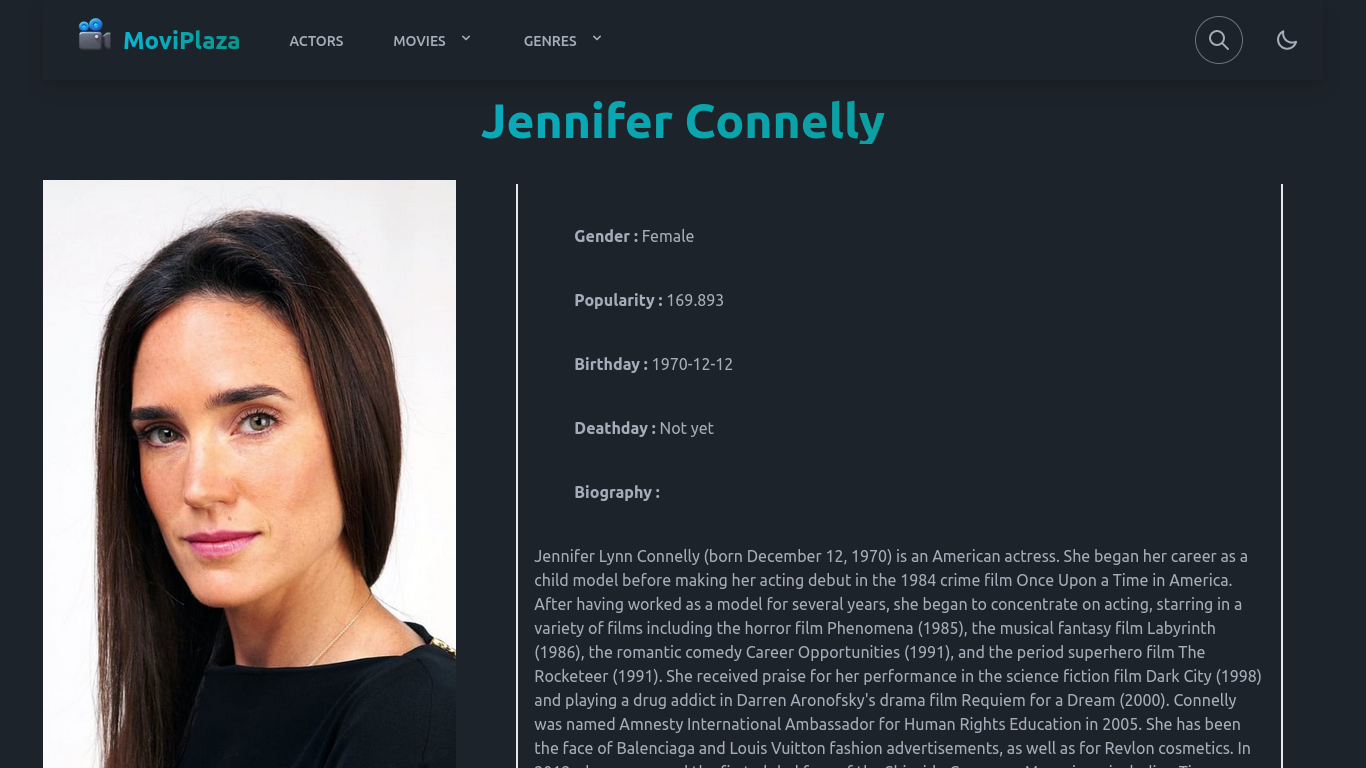 MoviPlaza
ACTORS
MOVIES
GENRES
Jennifer Connelly
Gender : Female
Popularity : 169.893
Birthday : 1970-12-12
Deathday : Not yet
Biography :
Jennifer Lynn Connelly (born December 12, 1970) is an American actress. She began her career as a
child model before making her acting debut in the 1984 crime film Once Upon a Time in America.
After having worked as a model for several years, she began to concentrate on acting, starring in a
variety of films including the horror film Phenomena (1985), the musical fantasy film Labyrinth
(1986), the romantic comedy Career Opportunities (1991), and the period superhero film The
Rocketeer (1991). She received praise for her performance in the science fiction film Dark City (1998)
and playing a drug addict in Darren Aronofsky's drama film Requiem for a Dream (2000). Connelly
was named Amnesty International Ambassador for Human Rights Education in 2005. She has been
the face of Balenciaga and Louis Vuitton fashion advertisements, as well as for Revlon cosmetics. In